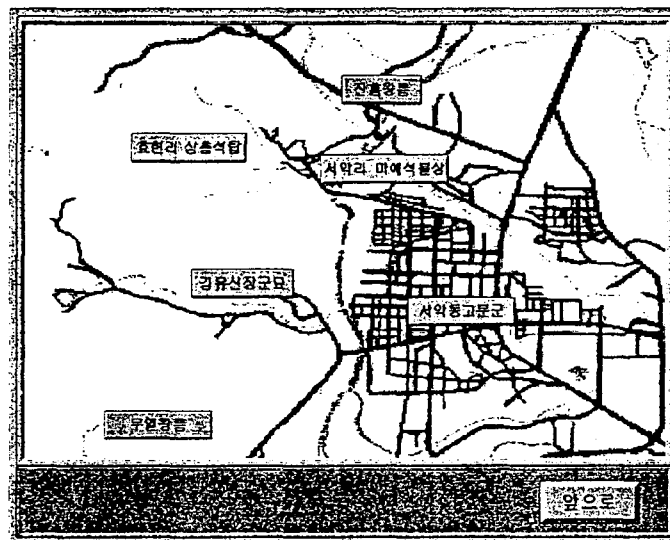 진흥왕릉
효현리 삼층석탑
서악리 마애석불상
김유신장군묘
서악동고분군
무열왕릉
앞으로